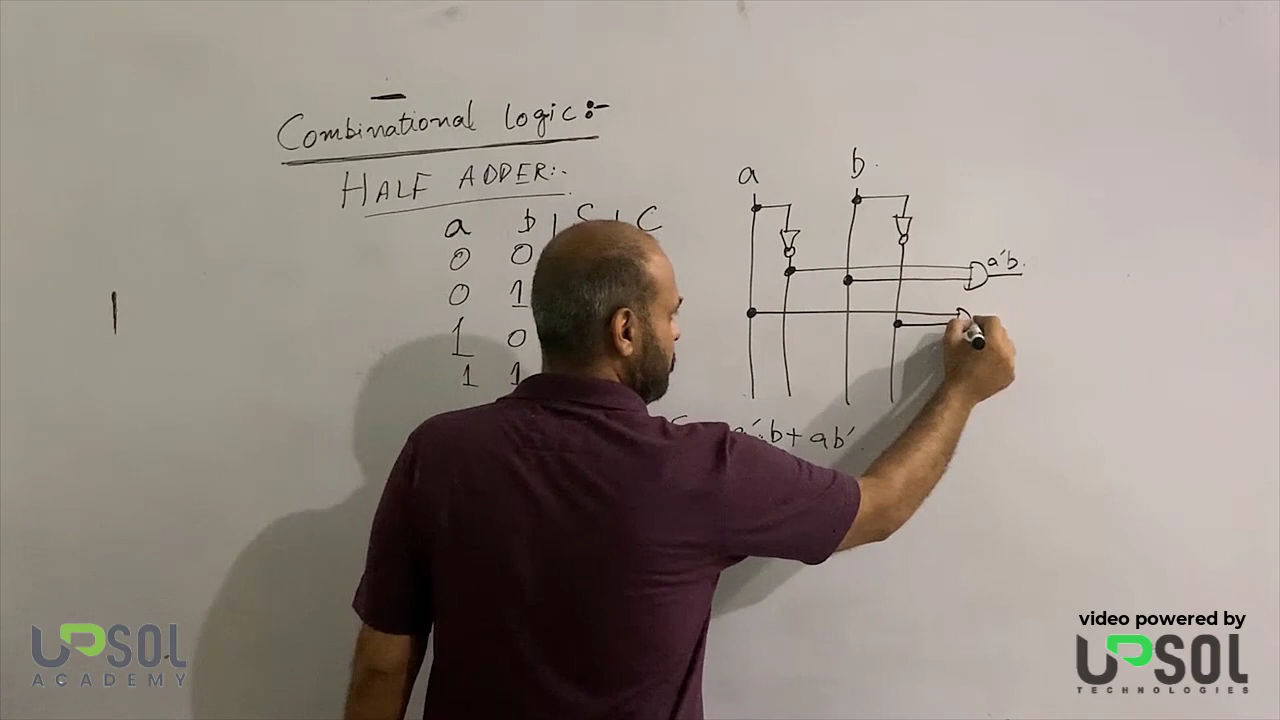 Combinational Logic:-
HALF ADDER:-
a b S C
0 0
0 1
1 0
1 1
a b
a'b.
a'b + ab'
UPSOL
ACADEMY
video powered by
UPSOL
TECHNOLOGIES